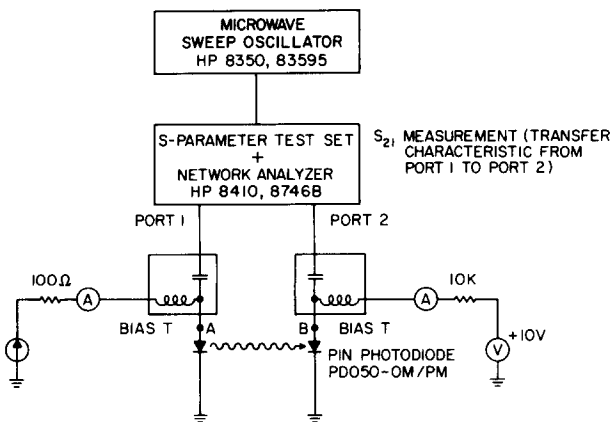 MICROWAVE
SWEEP OSCILLATOR
HP 8350, 83595
S-PARAMETER TEST SET
+
NETWORK ANALYZER
HP 8410, 8746B
S21 MEASUREMENT (TRANSFER
CHARACTERISTIC FROM
PORT 1 TO PORT 2)
PORT 1
PORT 2
100Ω
A
A
10K
BIAS T
A
B
BIAS T
+10V
V
PIN PHOTODIODE
PD050-OM/PM